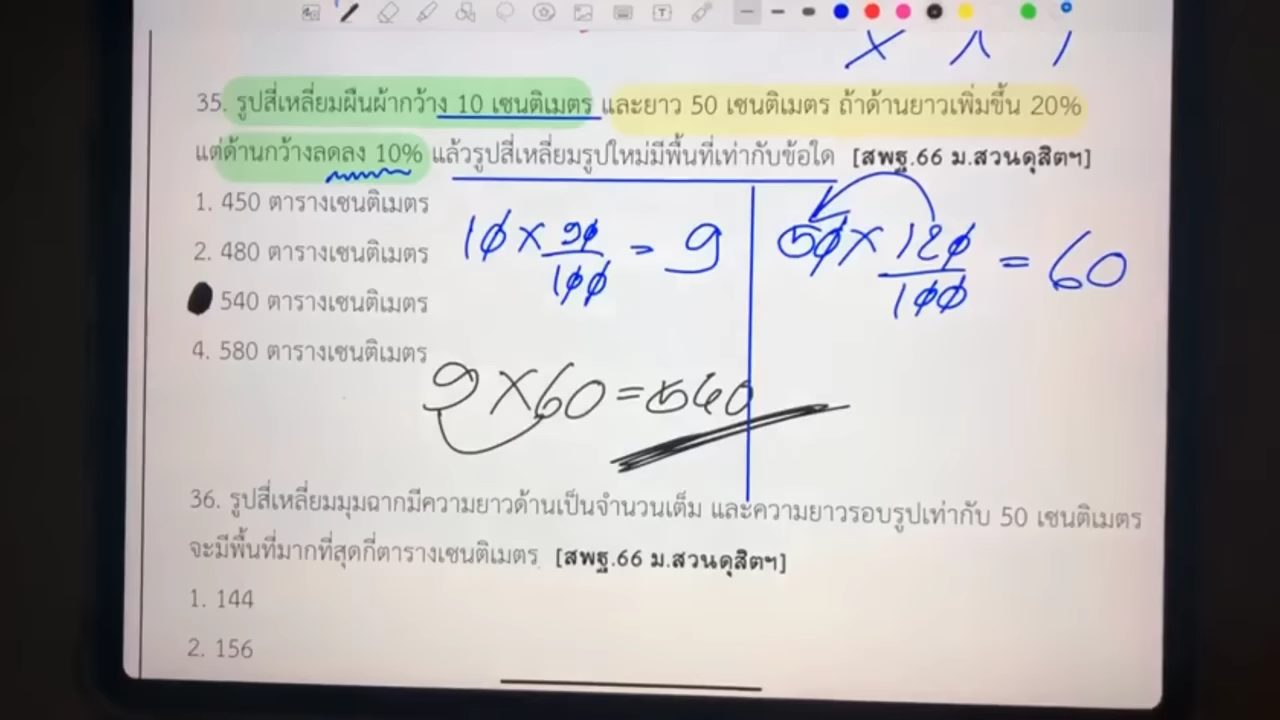 35. รูปสี่เหลี่ยมผืนผ้ากว้าง 10 เซนติเมตร และยาว 50 เซนติเมตร ถ้าด้านยาวเพิ่มขึ้น 20%
แต่ด้านกว้างลดลง 10% แล้วรูปสี่เหลี่ยมรูปใหม่มีพื้นที่เท่ากับข้อใด [สพฐ.66 ม.สวนดุสิตฯ]
1. 450 ตารางเซนติเมตร
2. 480 ตารางเซนติเมตร
540 ตารางเซนติเมตร
4. 580 ตารางเซนติเมตร
10 × 90/100 = 9
50 × 120/100 = 60
9 × 60 = 540
36. รูปสี่เหลี่ยมมุมฉากมีความยาวด้านเป็นจำนวนเต็ม และความยาวรอบรูปเท่ากับ 50 เซนติเมตร
จะมีพื้นที่มากที่สุดกี่ตารางเซนติเมตร [สพฐ.66 ม.สวนดุสิตฯ]
1. 144
2. 156